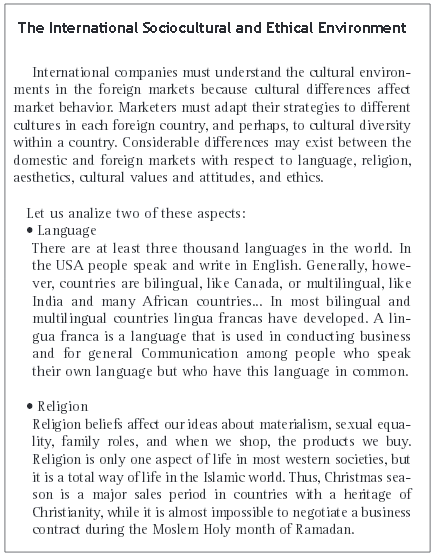 The International Sociocultural and Ethical Environment
International companies must understand the cultural environ-
ments in the foreign markets because cultural differences affect
market behavior. Marketers must adapt their strategies to different
cultures in each foreign country, and perhaps, to cultural diversity
within a country. Considerable differences may exist between the
domestic and foreign markets with respect to language, religion,
aesthetics, cultural values and attitudes, and ethics.
Let us analize two of these aspects:
• Language
There are at least three thousand languages in the world. In
the USA people speak and write in English. Generally, howe-
ver, countries are bilingual, like Canada, or multilingual, like
India and many African countries... In most bilingual and
multilingual countries lingua francas have developed. A lin-
gua franca is a language that is used in conducting business
and for general Communication among people who speak
their own language but who have this language in common.
• Religion
Religion beliefs affect our ideas about materialism, sexual equa-
lity, family roles, and when we shop, the products we buy.
Religion is only one aspect of life in most western societies, but
it is a total way of life in the Islamic world. Thus, Christmas sea-
son is a major sales period in countries with a heritage of
Christianity, while it is almost impossible to negotiate a business
contract during the Moslem Holy month of Ramadan.